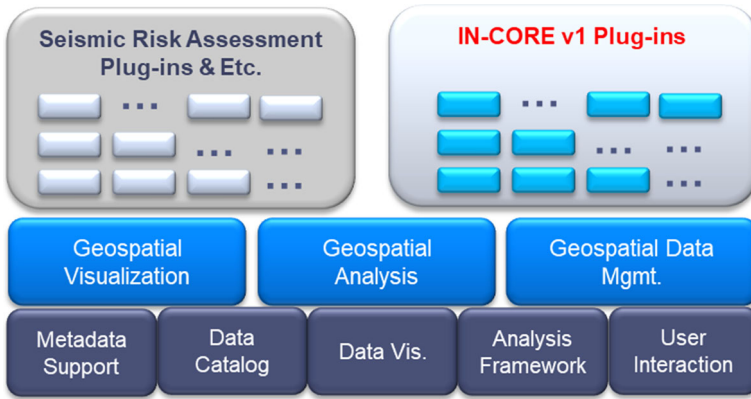 Seismic Risk Assessment
Plug-ins & Etc.
IN-CORE v1 Plug-ins
Geospatial
Visualization
Geospatial
Analysis
Geospatial Data
Mgmt.
Metadata
Support
Data
Catalog
Data Vis.
Analysis
Framework
User
Interaction